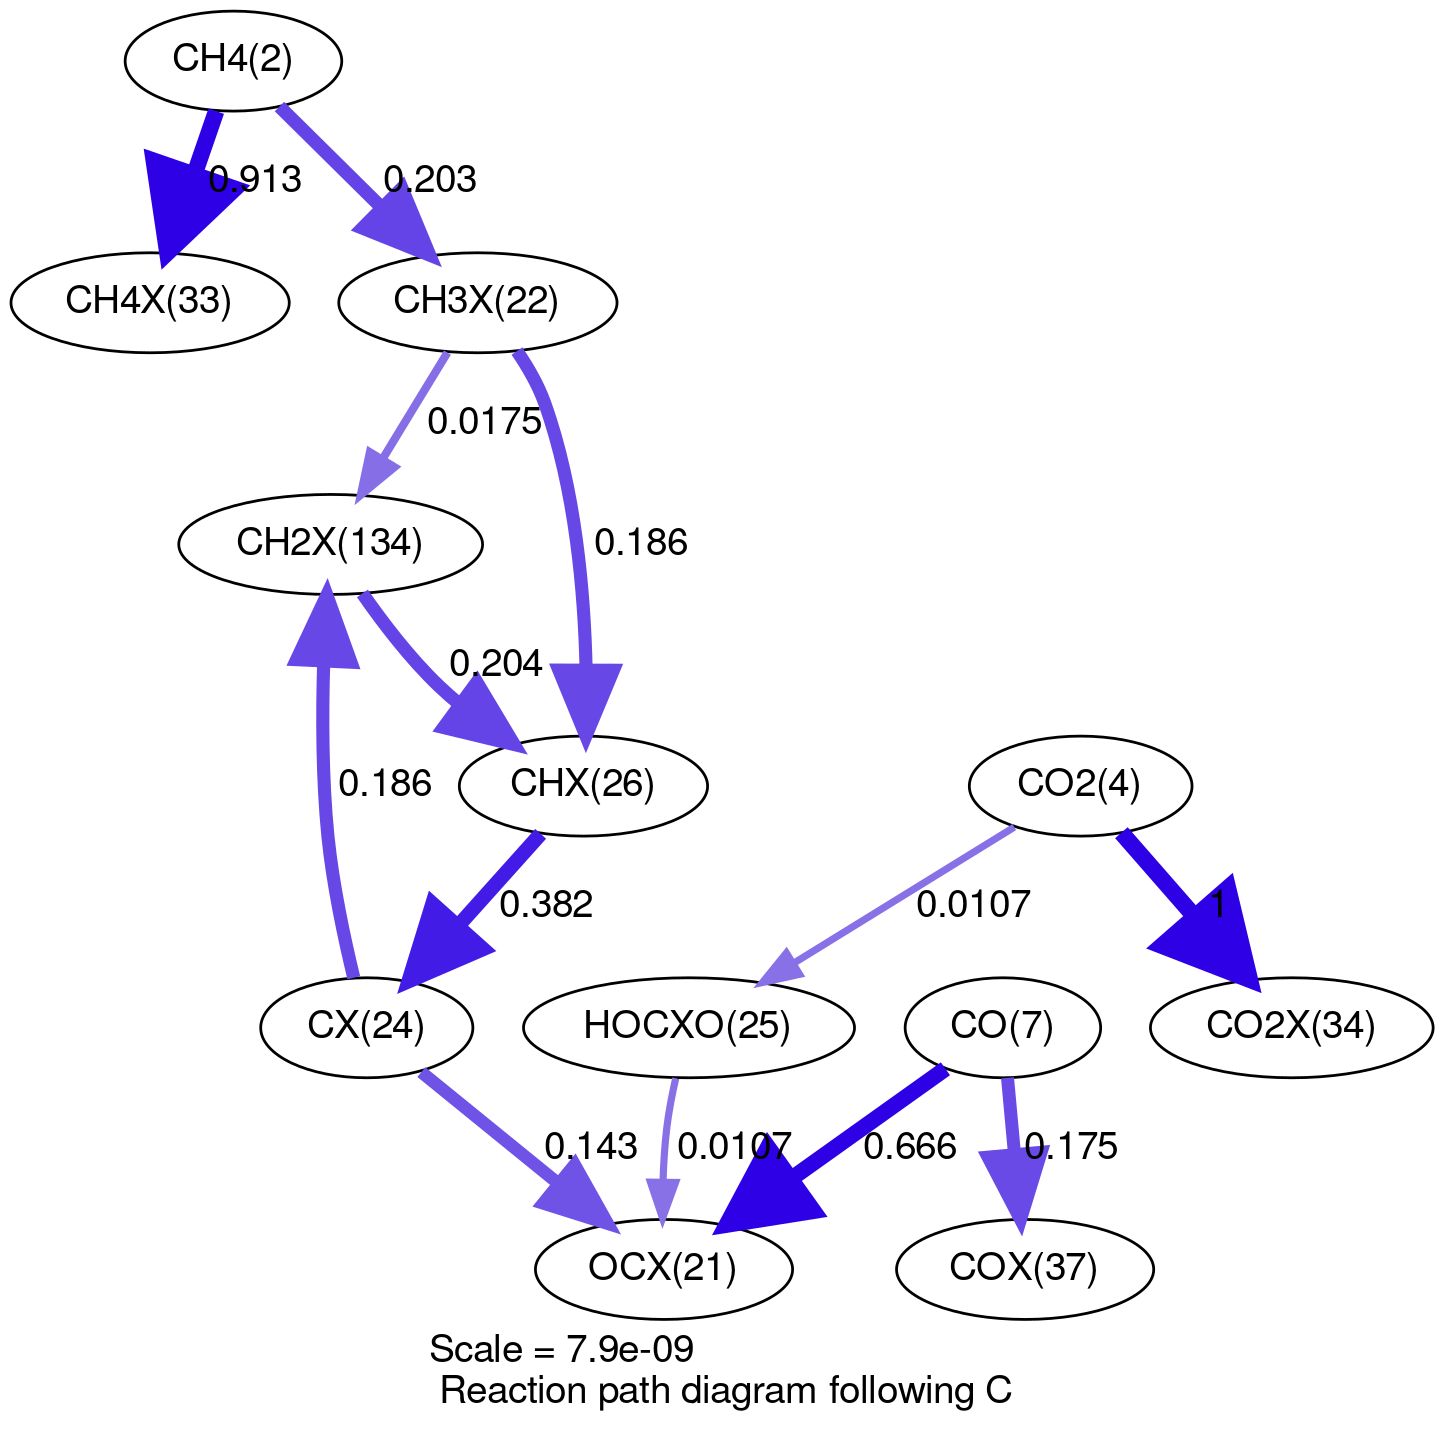 CH4(2)
0.913
0.203
CH4X(33)
CH3X(22)
0.0175
CH2X(134)
0.186
0.204
0.186
CHX(26)
CO2(4)
0.382
0.0107
1
CX(24)
HOCXO(25)
CO(7)
CO2X(34)
0.143
0.0107
0.666
0.175
OCX(21)
COX(37)
Scale = 7.9e-09
Reaction path diagram following C